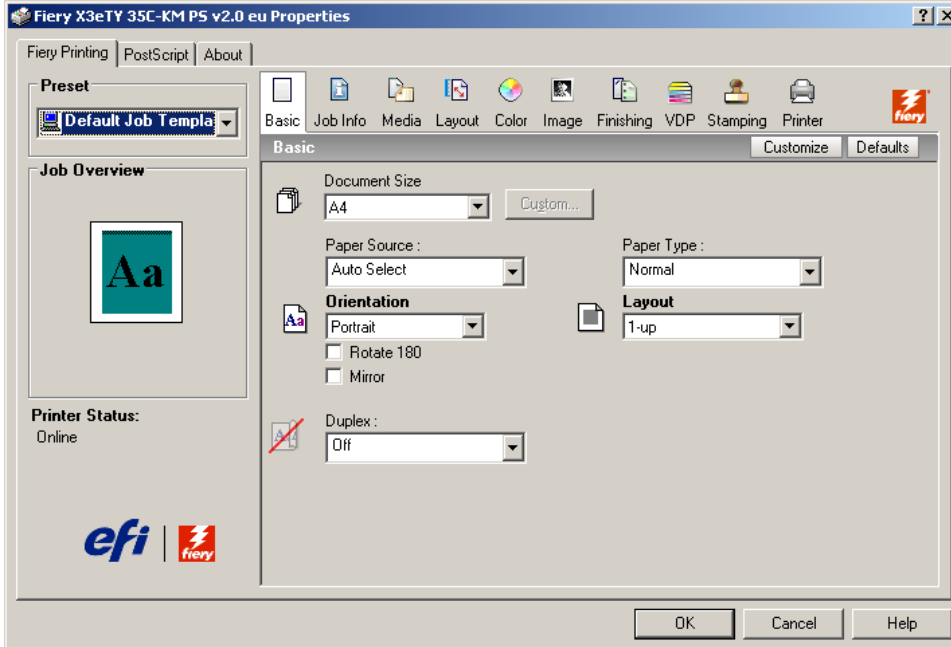 Fiery X3eTY 35C-KM PS v2.0 eu Properties
Fiery Printing PostScript About
Preset
Default Job Templa
Basic Job Info Media Layout Color Image Finishing VDP Stamping Printer
fiery
Basic Customize Defaults
Job Overview
Aa
Document Size
A4 Custom...
Paper Source : Paper Type :
Auto Select Normal
Orientation Layout
Aa
Portrait 1-up
Rotate 180
Mirror
Printer Status:
Online
Duplex :
Off
efi fiery
OK Cancel Help